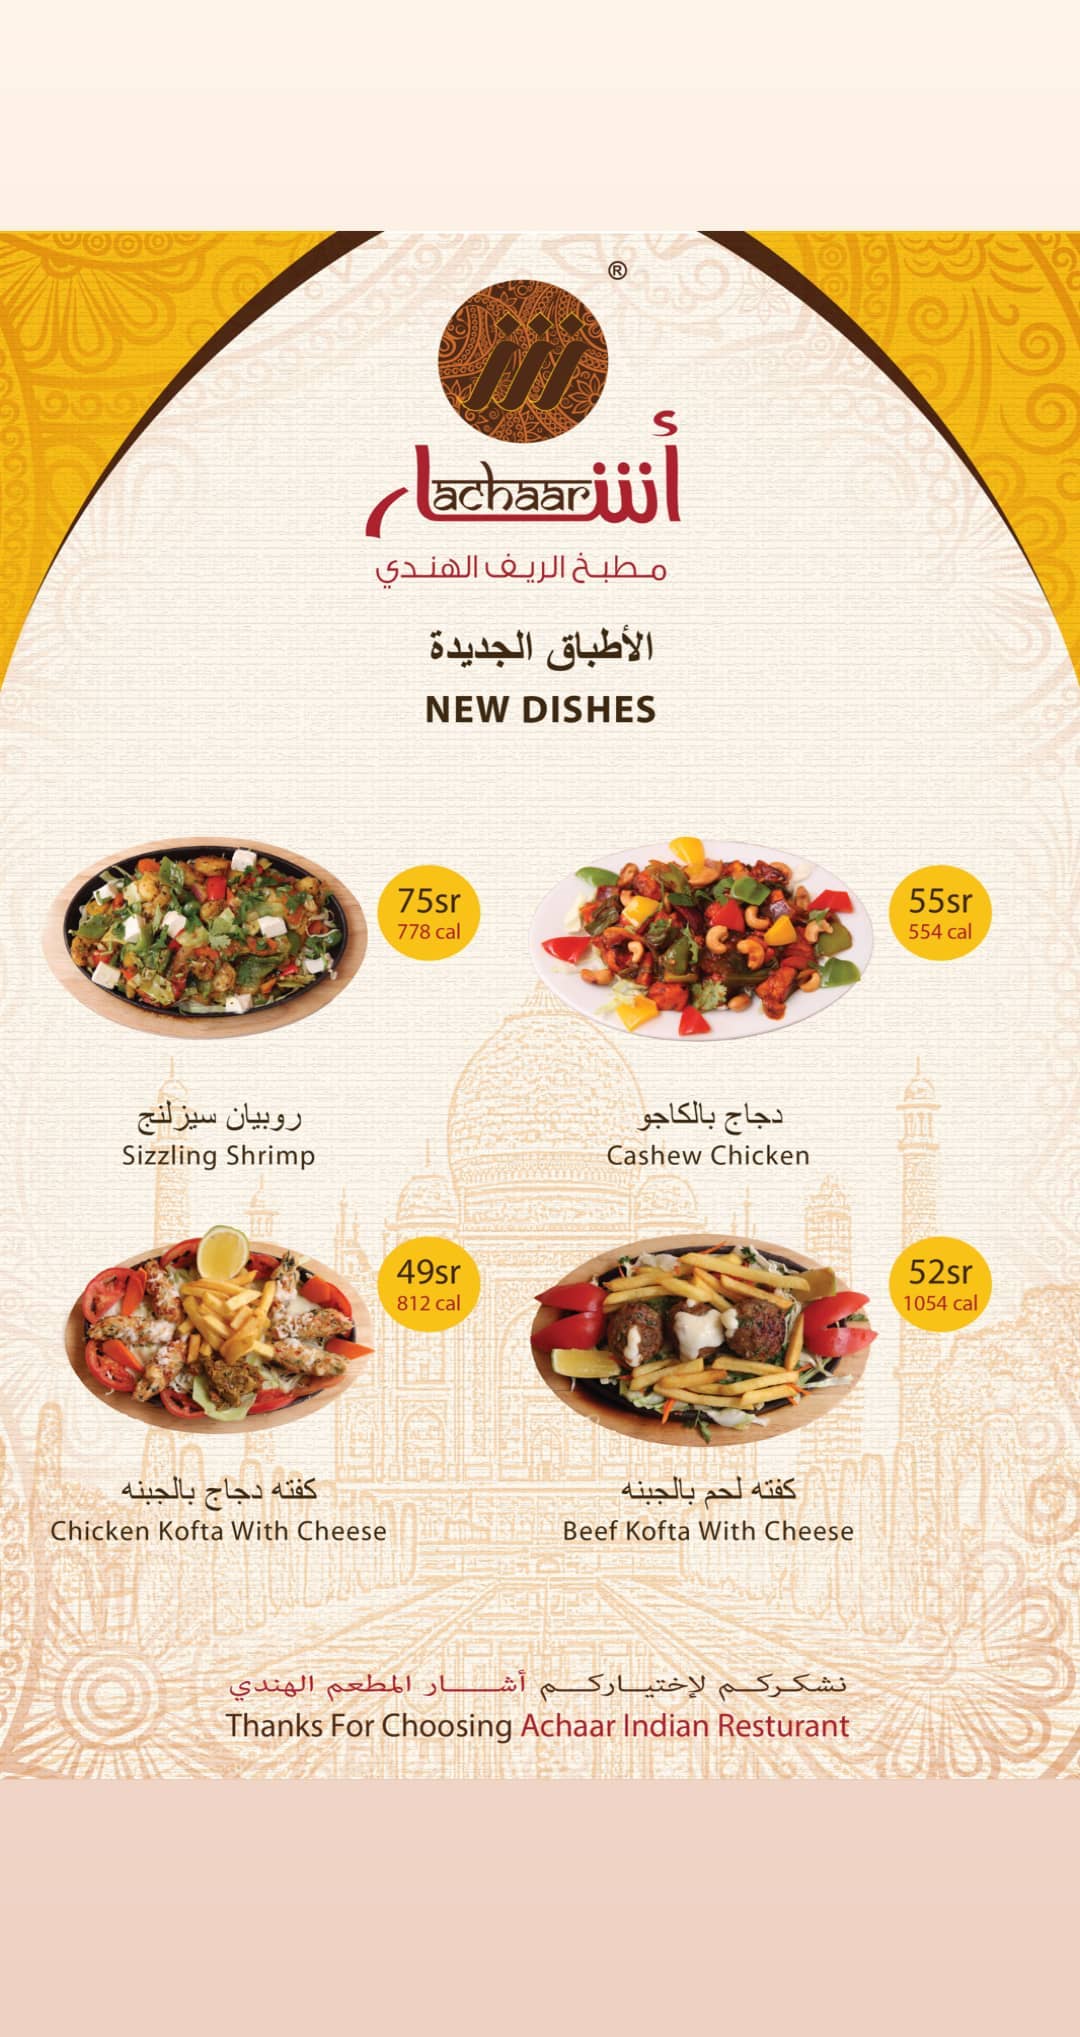 ®
أشار
achaar
مطبخ الريف الهندي
الأطباق الجديدة
NEW DISHES
75sr
778 cal
روبيان سيزلنج
Sizzling Shrimp
55sr
554 cal
دجاج بالكاجو
Cashew Chicken
49sr
812 cal
كفته دجاج بالجبنه
Chicken Kofta With Cheese
52sr
1054 cal
كفته لحم بالجبنه
Beef Kofta With Cheese
نشكركم لإختياركم أشار المطعم الهندي
Thanks For Choosing Achaar Indian Resturant